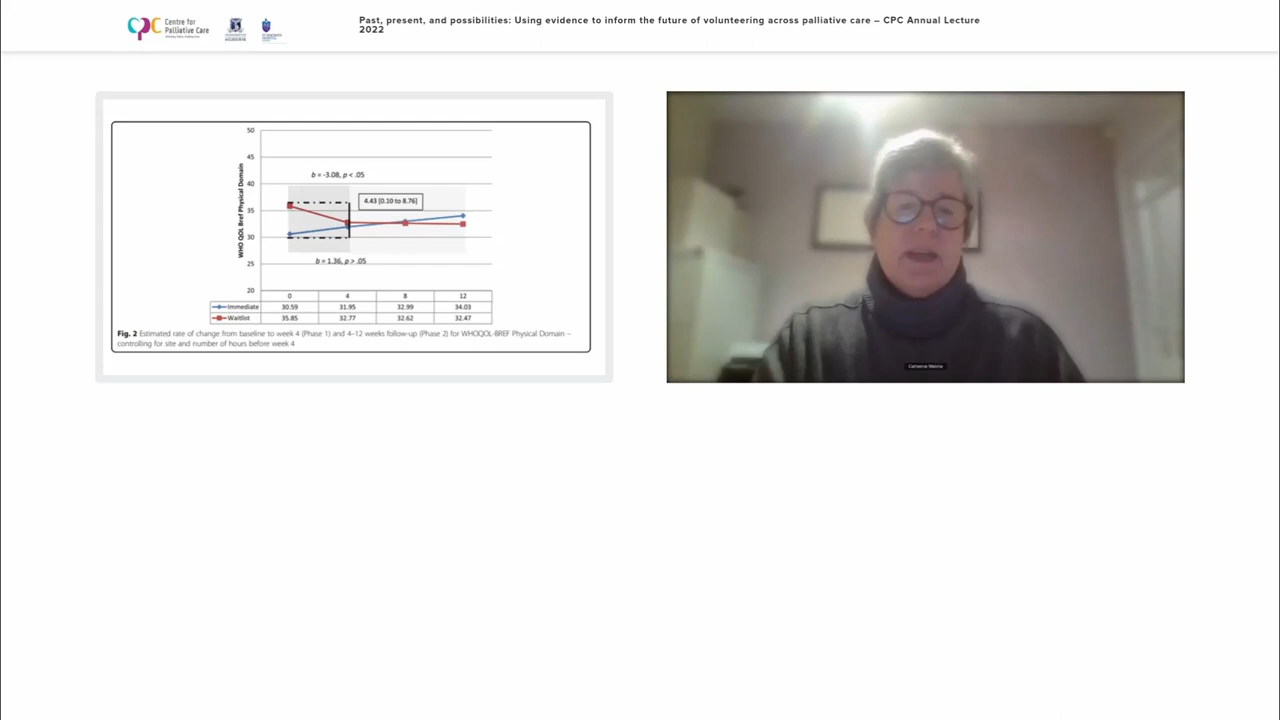 Past, present, and possibilities: Using evidence to inform the future of volunteering across palliative care – CPC Annual Lecture
2022
CPC
Centre for
Palliative Care
WHO QOL Bref Physical Domain
50
45
40
35
30
25
20
b = -3.08, p < .05
4.43 [0.10 to 8.76]
b = 1.36, p > .05
0 4 8 12
Immediate 30.59 31.95 32.99 34.03
Waitlist 35.85 32.77 32.62 32.47
Fig. 2 Estimated rate of change from baseline to week 4 (Phase 1) and 4–12 weeks follow-up (Phase 2) for WHOQOL-BREF Physical Domain –
controlling for site and number of hours before week 4
Catherine